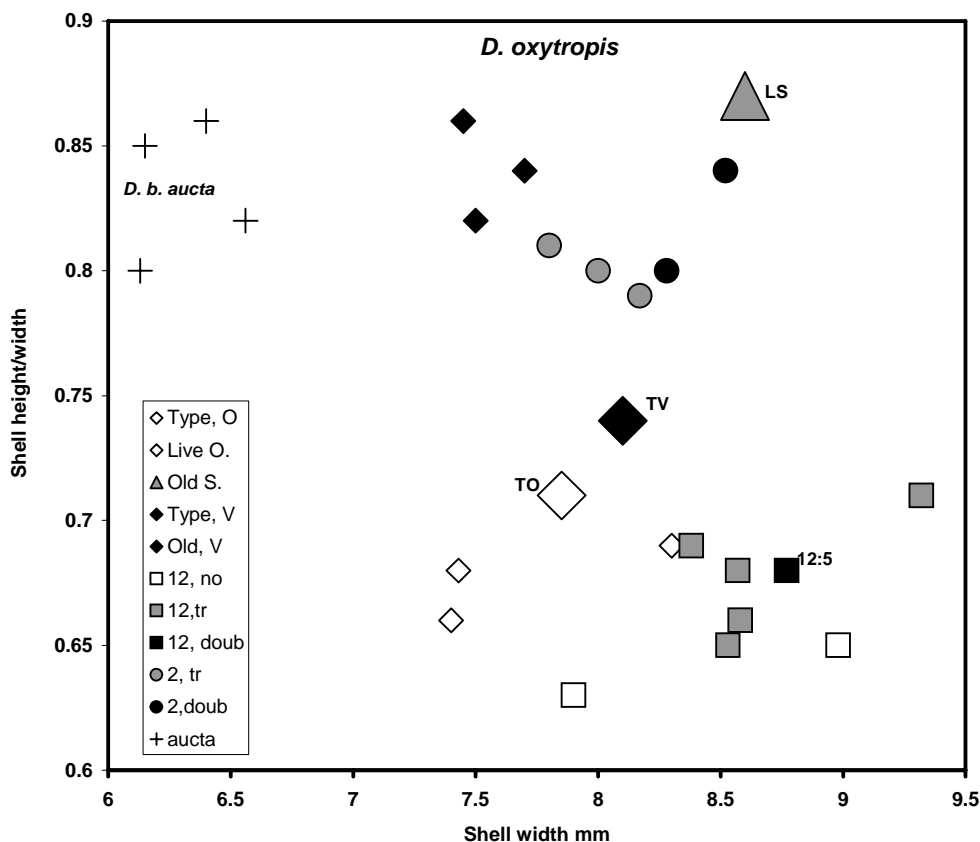 0.9
D. oxytropis
LS
0.85
D. b. aucta
0.8
Shell height/width
0.75
TV
TO
0.7
12:5
0.65
0.6
Type, O
Live O.
Old S.
Type, V
Old, V
12, no
12,tr
12, doub
2, tr
2,doub
aucta
6 6.5 7 7.5 8 8.5 9 9.5
Shell width mm